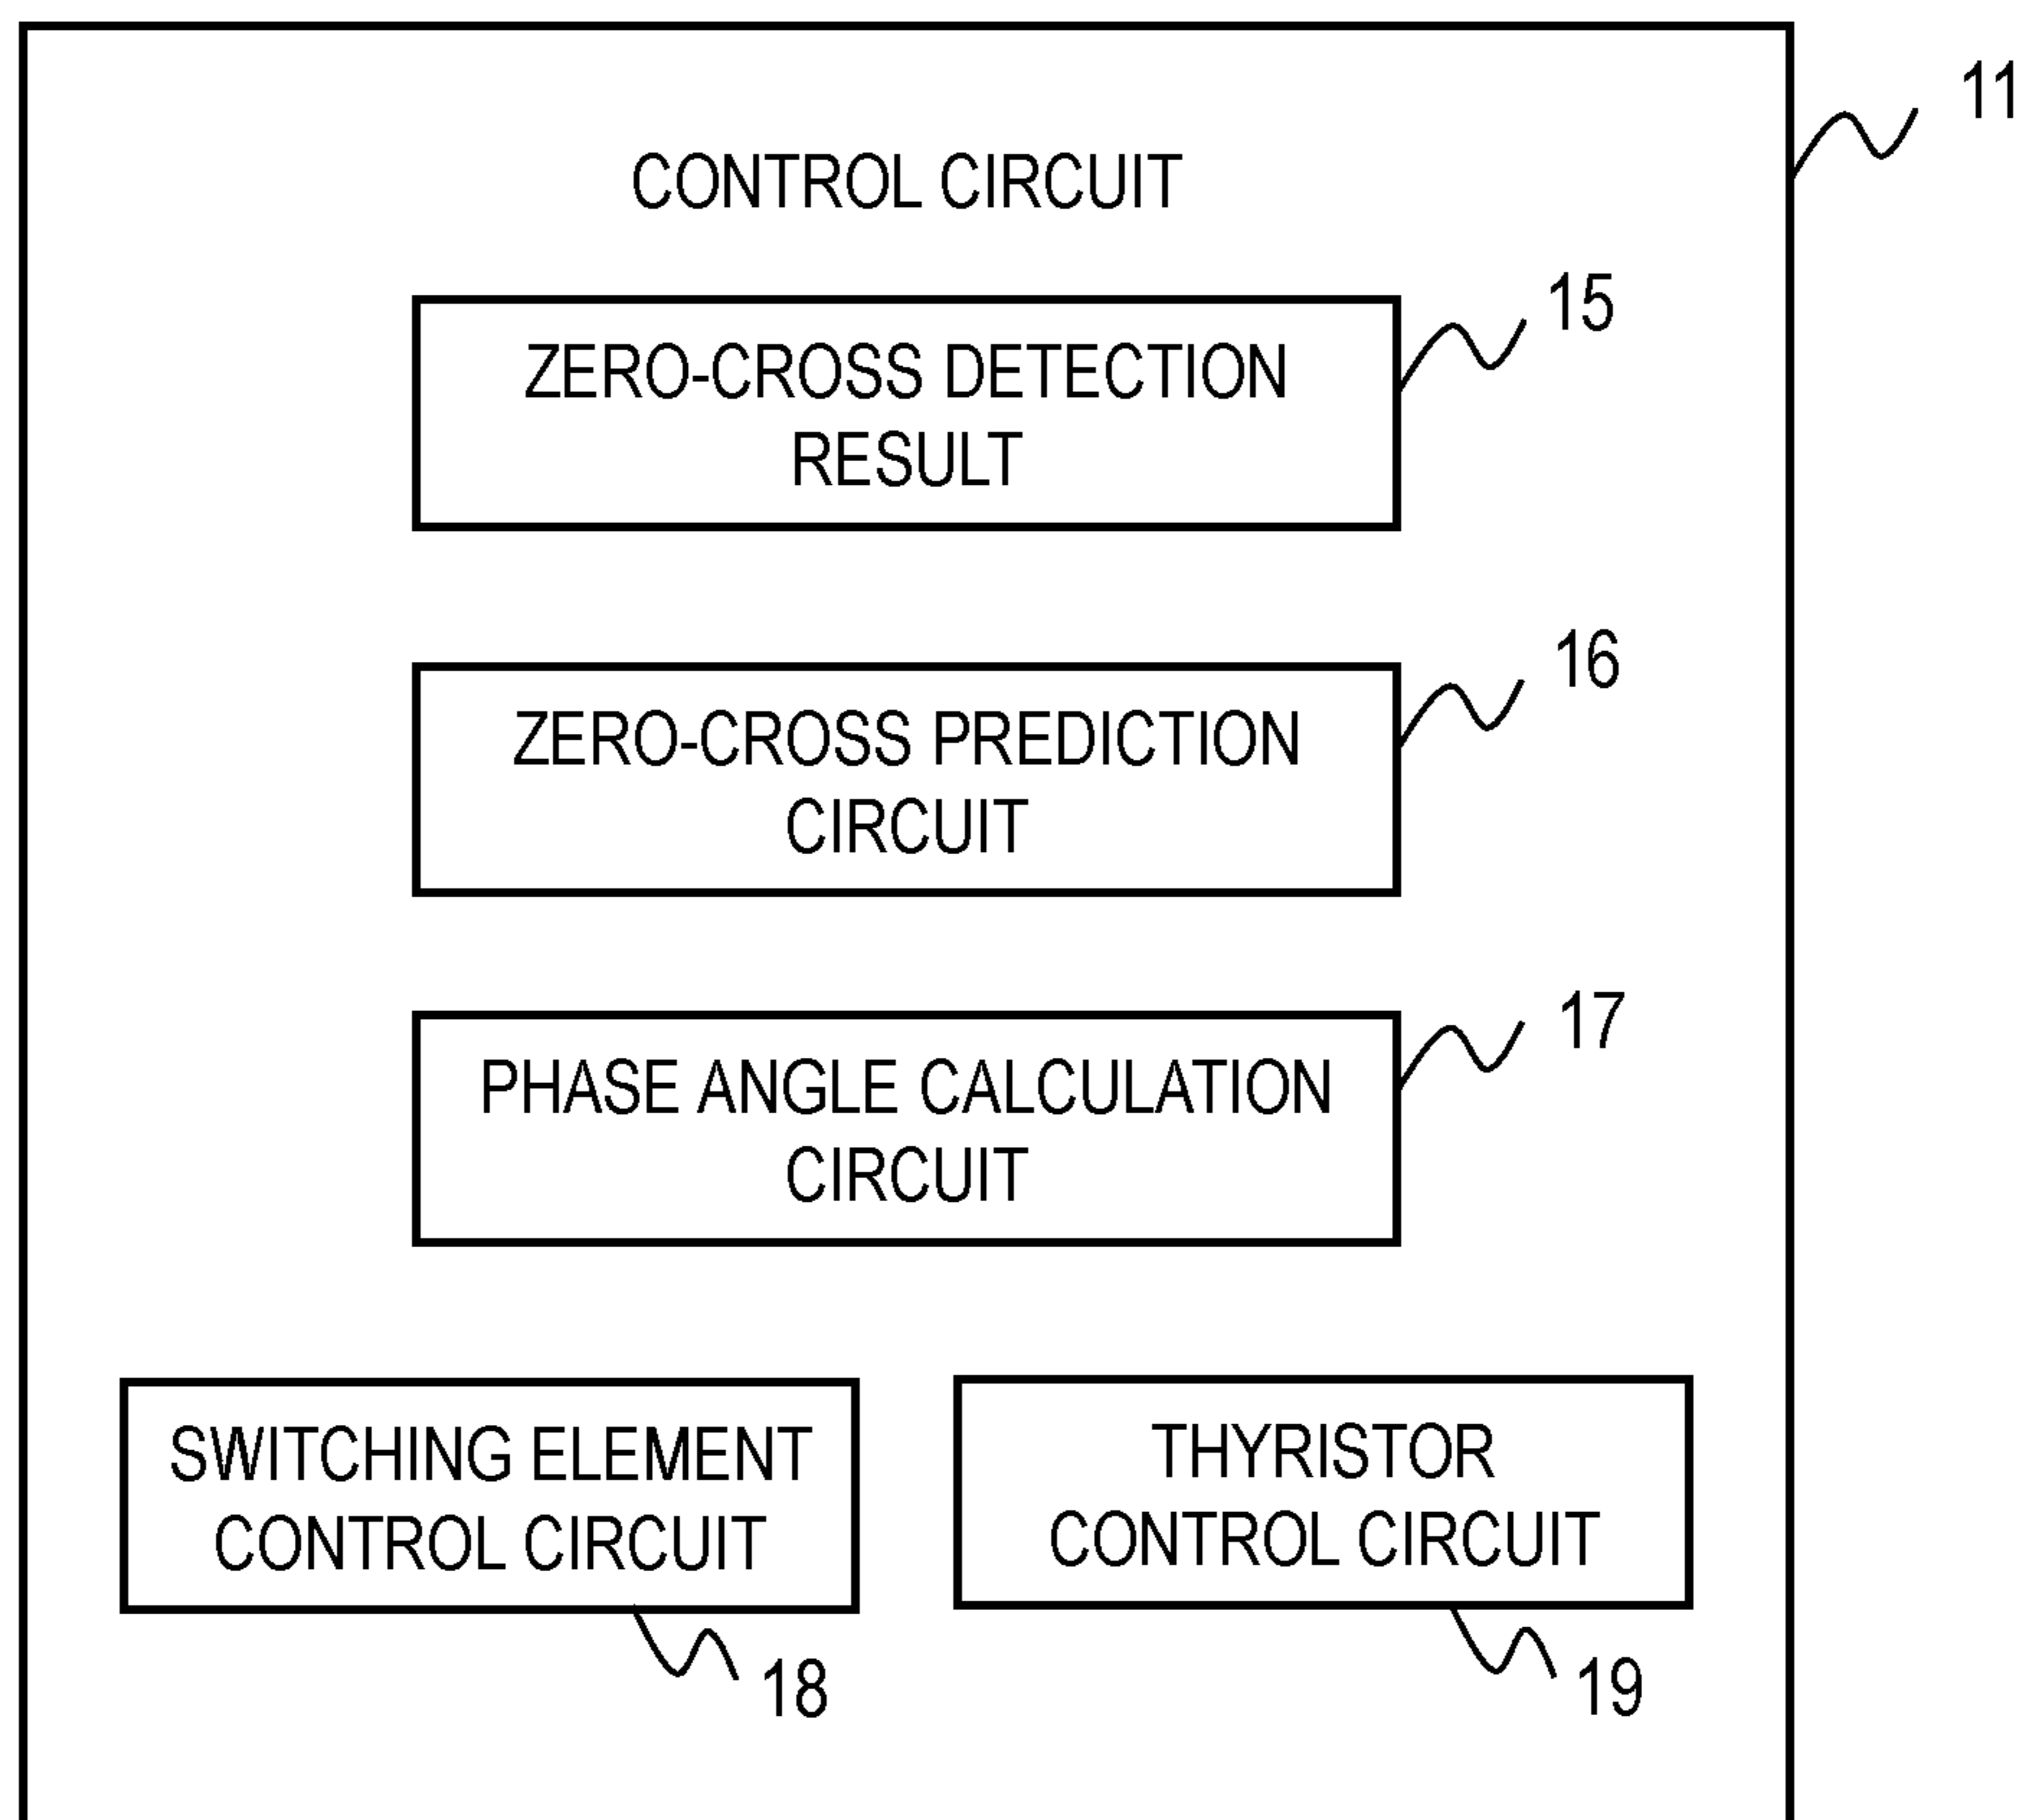 11
CONTROL CIRCUIT
15
ZERO-CROSS DETECTION
RESULT
16
ZERO-CROSS PREDICTION
CIRCUIT
17
PHASE ANGLE CALCULATION
CIRCUIT
SWITCHING ELEMENT
CONTROL CIRCUIT
18
THYRISTOR
CONTROL CIRCUIT
19